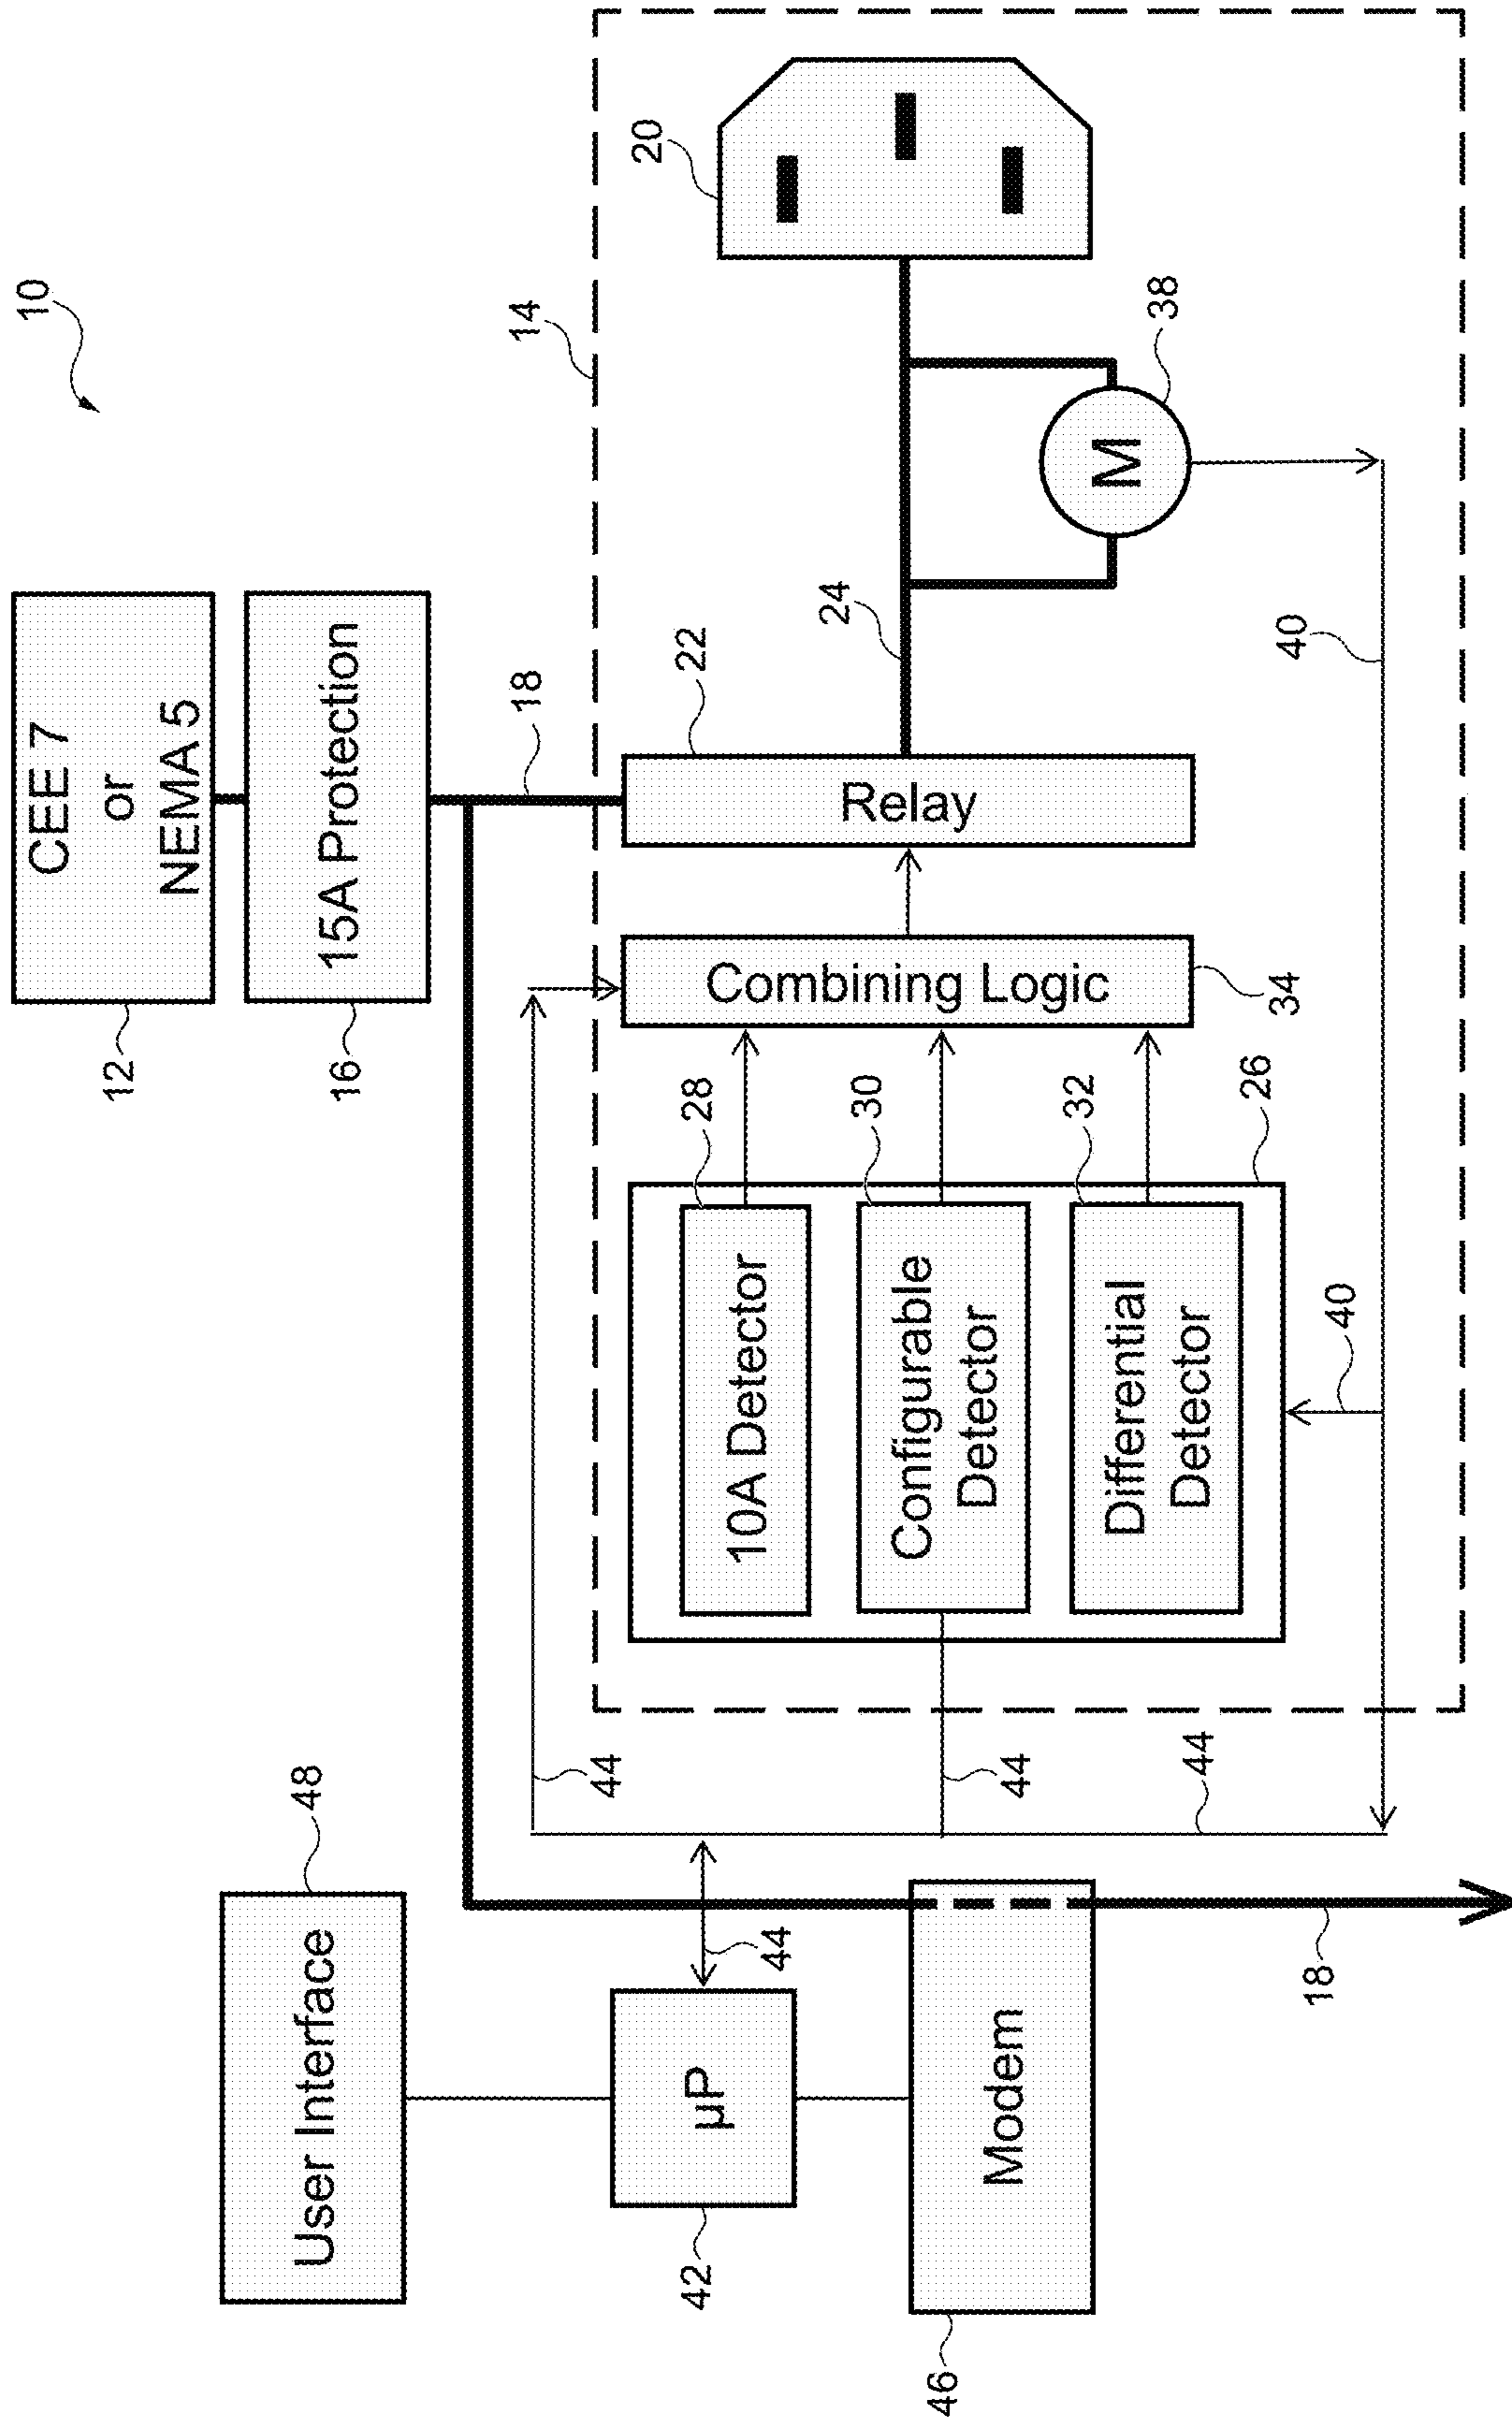 10
CEE 7
or
NEMA 5
12
15A Protection
16
18
14
20
22
Relay
24
M
38
40
Combining Logic
34
28
10A Detector
30
Configurable
Detector
32
Differential
Detector
26
40
44
44
44
44
48
User Interface
µP
42
Modem
46
18